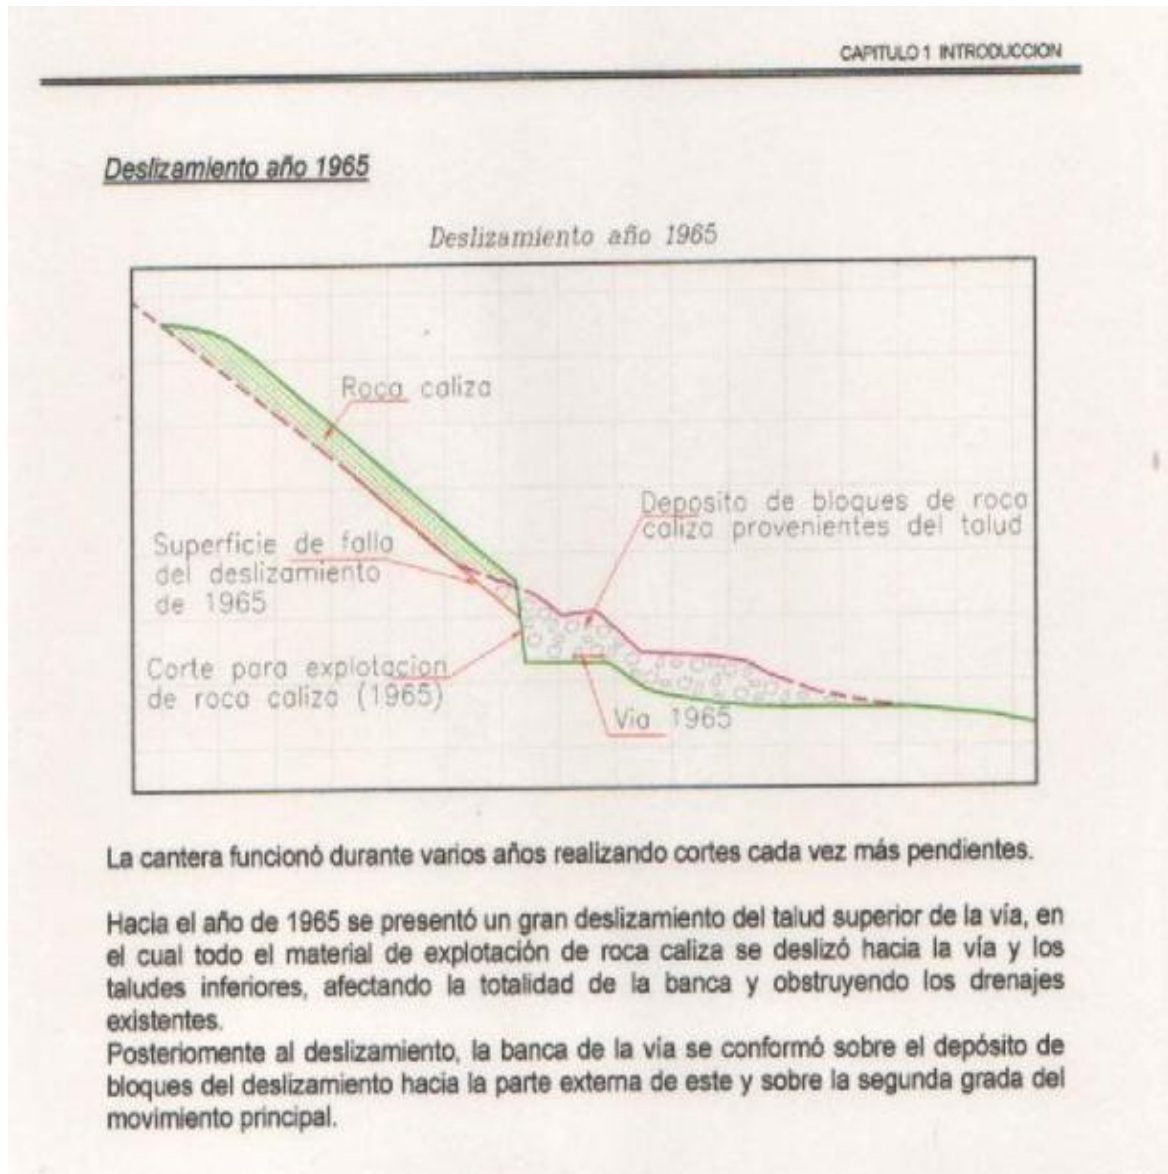 CAPITULO 1 INTRODUCCION
Deslizamiento año 1965
Deslizamiento año 1965
Roca caliza
Deposito de bloques de roca
caliza provenientes del talud
Superficie de falla
del deslizamiento
de 1965
Corte para explotacion
de roca caliza (1965)
Via 1965
La cantera funcionó durante varios años realizando cortes cada vez más pendientes.
Hacia el año de 1965 se presentó un gran deslizamiento del talud superior de la vía, en
el cual todo el material de explotación de roca caliza se deslizó hacia la vía y los
taludes inferiores, afectando la totalidad de la banca y obstruyendo los drenajes
existentes.
Posteriomente al deslizamiento, la banca de la vía se conformó sobre el depósito de
bloques del deslizamiento hacia la parte externa de este y sobre la segunda grada del
movimiento principal.